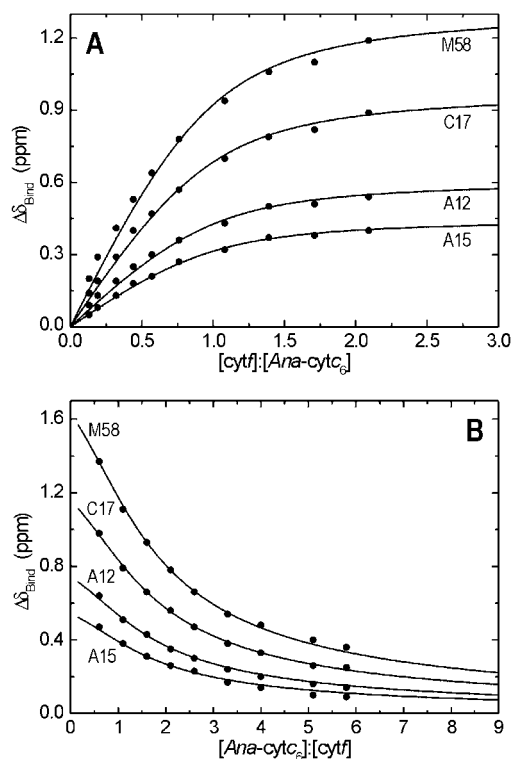 A
1.2
0.9
0.6
0.3
0.0
ΔδBind (ppm)
M58
C17
A12
A15
0.0 0.5 1.0 1.5 2.0 2.5 3.0
[cytf]:[Ana-cytc6]
B
1.6
1.2
0.8
0.4
0.0
ΔδBind (ppm)
M58
C17
A12
A15
0 1 2 3 4 5 6 7 8 9
[Ana-cytc6]:[cytf]